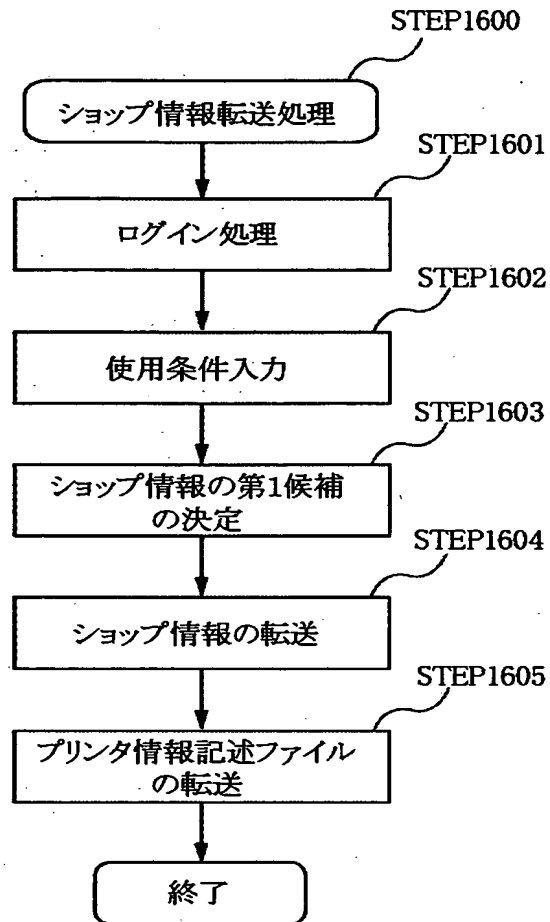 STEP1600
ショップ情報転送処理
STEP1601
ログイン処理
STEP1602
使用条件入力
STEP1603
ショップ情報の第1候補
の決定
STEP1604
ショップ情報の転送
STEP1605
プリンタ情報記述ファイル
の転送
終了